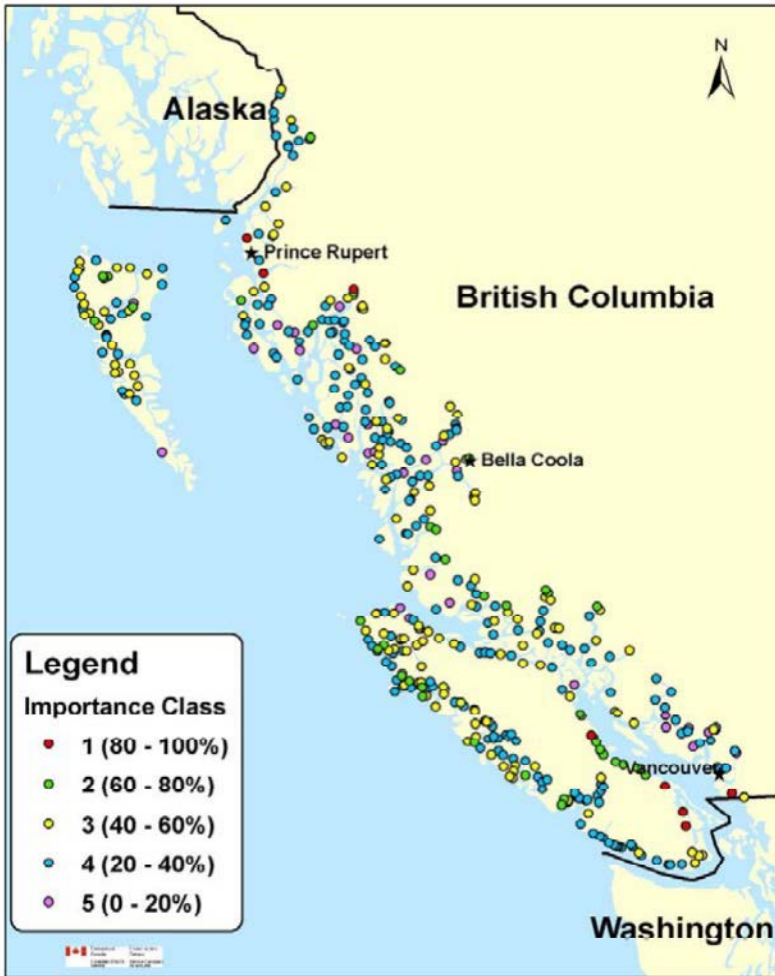 N
Alaska
Prince Rupert
British Columbia
Bella Coola
Legend
Importance Class
1 (80 - 100%)
2 (60 - 80%)
3 (40 - 60%)
4 (20 - 40%)
5 (0 - 20%)
Vancouver
Washington